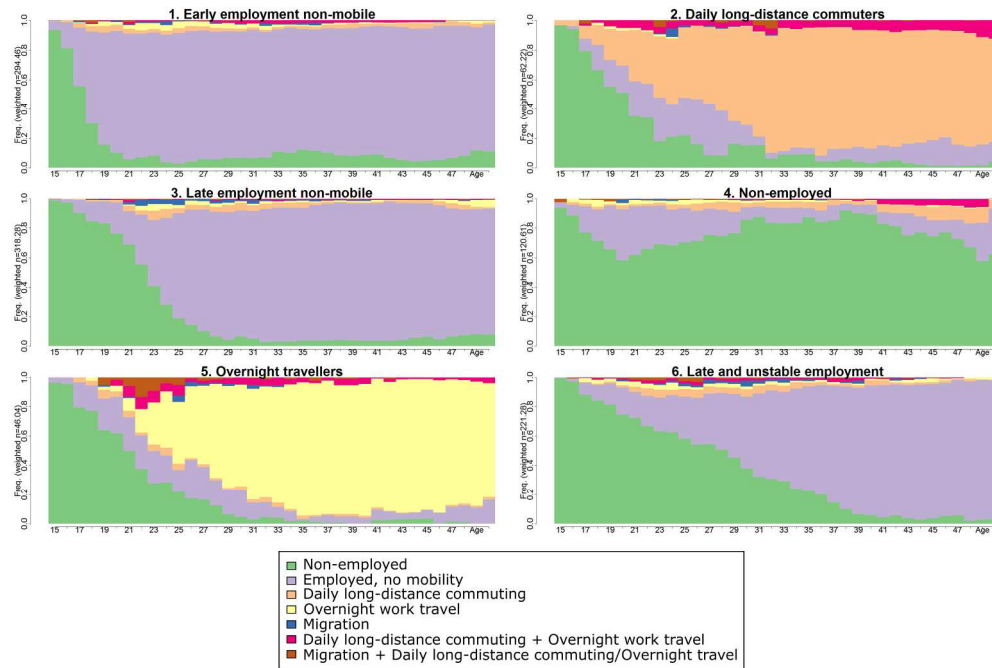 1. Early employment non-mobile
Freq. (weighted n=294.46)
0.0 0.2 0.4 0.6 0.8 1.0
15 17 19 21 23 25 27 29 31 33 35 37 39 41 43 45 47 Age
2. Daily long-distance commuters
Freq. (weighted n=62.22)
0.0 0.2 0.4 0.6 0.8 1.0
15 17 19 21 23 25 27 29 31 33 35 37 39 41 43 45 47 Age
3. Late employment non-mobile
Freq. (weighted n=318.28)
0.0 0.2 0.4 0.6 0.8 1.0
15 17 19 21 23 25 27 29 31 33 35 37 39 41 43 45 47 Age
4. Non-employed
Freq. (weighted n=120.61)
0.0 0.2 0.4 0.6 0.8 1.0
15 17 19 21 23 25 27 29 31 33 35 37 39 41 43 45 47 Age
5. Overnight travellers
Freq. (weighted n=46.04)
0.0 0.2 0.4 0.6 0.8 1.0
15 17 19 21 23 25 27 29 31 33 35 37 39 41 43 45 47 Age
6. Late and unstable employment
Freq. (weighted n=221.28)
0.0 0.2 0.4 0.6 0.8 1.0
15 17 19 21 23 25 27 29 31 33 35 37 39 41 43 45 47 Age
Non-employed
Employed, no mobility
Daily long-distance commuting
Overnight work travel
Migration
Daily long-distance commuting + Overnight work travel
Migration + Daily long-distance commuting/Overnight travel